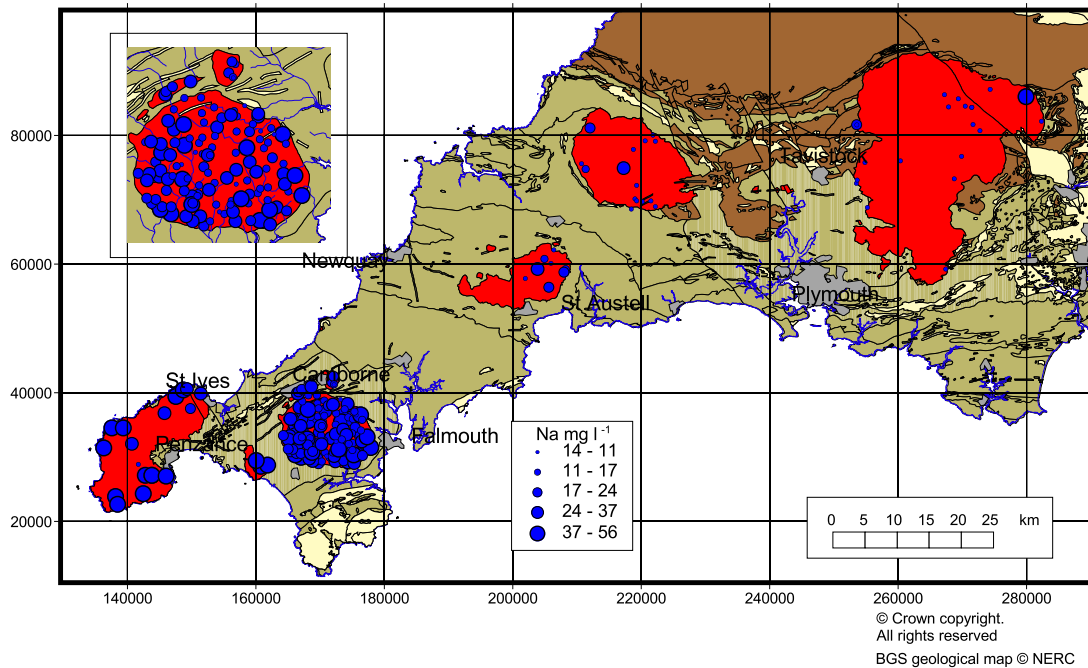 80000
60000
40000
20000
Tavistock
Newquay
St Austell
Plymouth
St Ives
Camborne
Penzance
Falmouth
Na mg l -1
14 - 11
11 - 17
17 - 24
24 - 37
37 - 56
0 5 10 15 20 25 km
140000 160000 180000 200000 220000 240000 260000 280000
© Crown copyright.
All rights reserved
BGS geological map © NERC